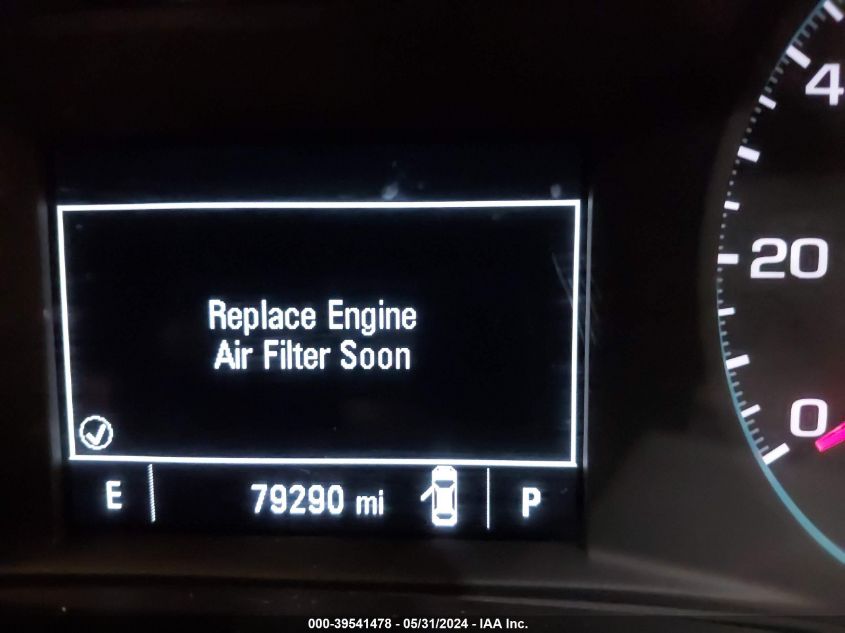 4
20
0
Replace Engine
Air Filter Soon
E 79290 mi P
000-39541478 - 05/31/2024 - IAA Inc.